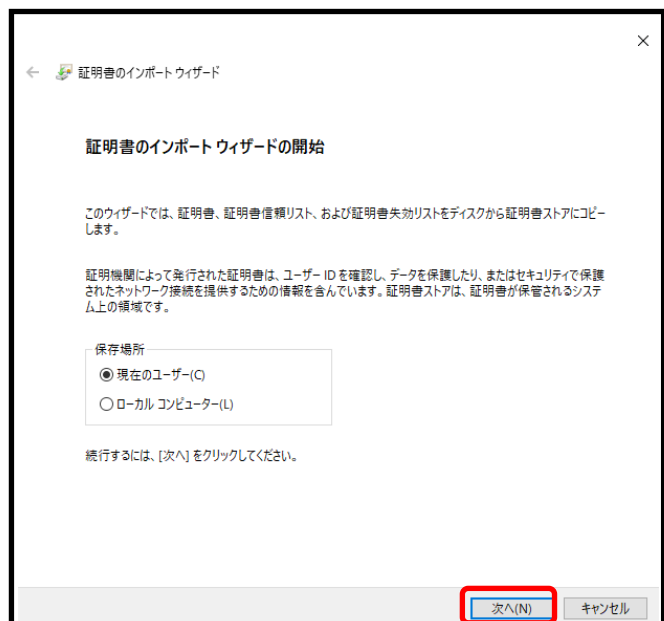 証明書のインポート ウィザード
証明書のインポート ウィザードの開始
このウィザードでは、証明書、証明書信頼リスト、および証明書失効リストをディスクから証明書ストアにコピー
します。
証明機関によって発行された証明書は、ユーザー ID を確認し、データを保護したり、またはセキュリティで保護
されたネットワーク接続を提供するための情報を含んでいます。証明書ストアは、証明書が保管されるシステ
ム上の領域です。
保存場所
現在のユーザー(C)
ローカル コンピューター(L)
続行するには、[次へ] をクリックしてください。
次へ(N)
キャンセル